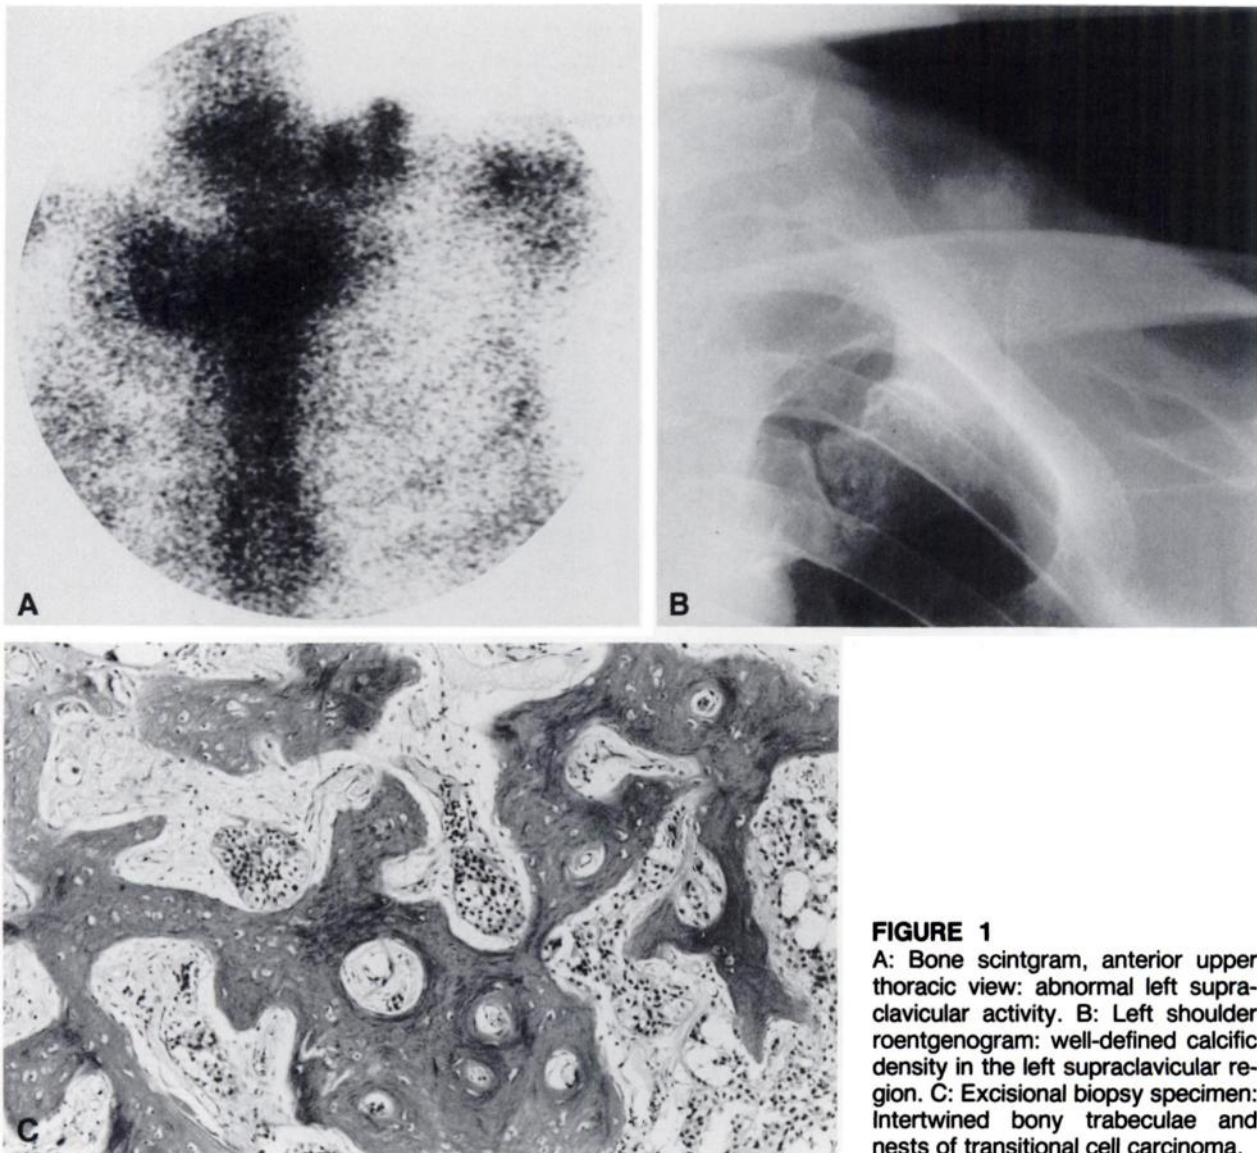 A
B
C
FIGURE 1
A: Bone scintgram, anterior upper
thoracic view: abnormal left supra-
clavicular activity. B: Left shoulder
roentgenogram: well-defined calcific
density in the left supraclavicular re-
gion. C: Excisional biopsy specimen:
Intertwined bony trabeculae and
nests of transitional cell carcinoma.